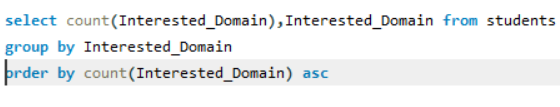 select count(Interested_Domain),Interested_Domain from students
group by Interested_Domain
order by count(Interested_Domain) asc